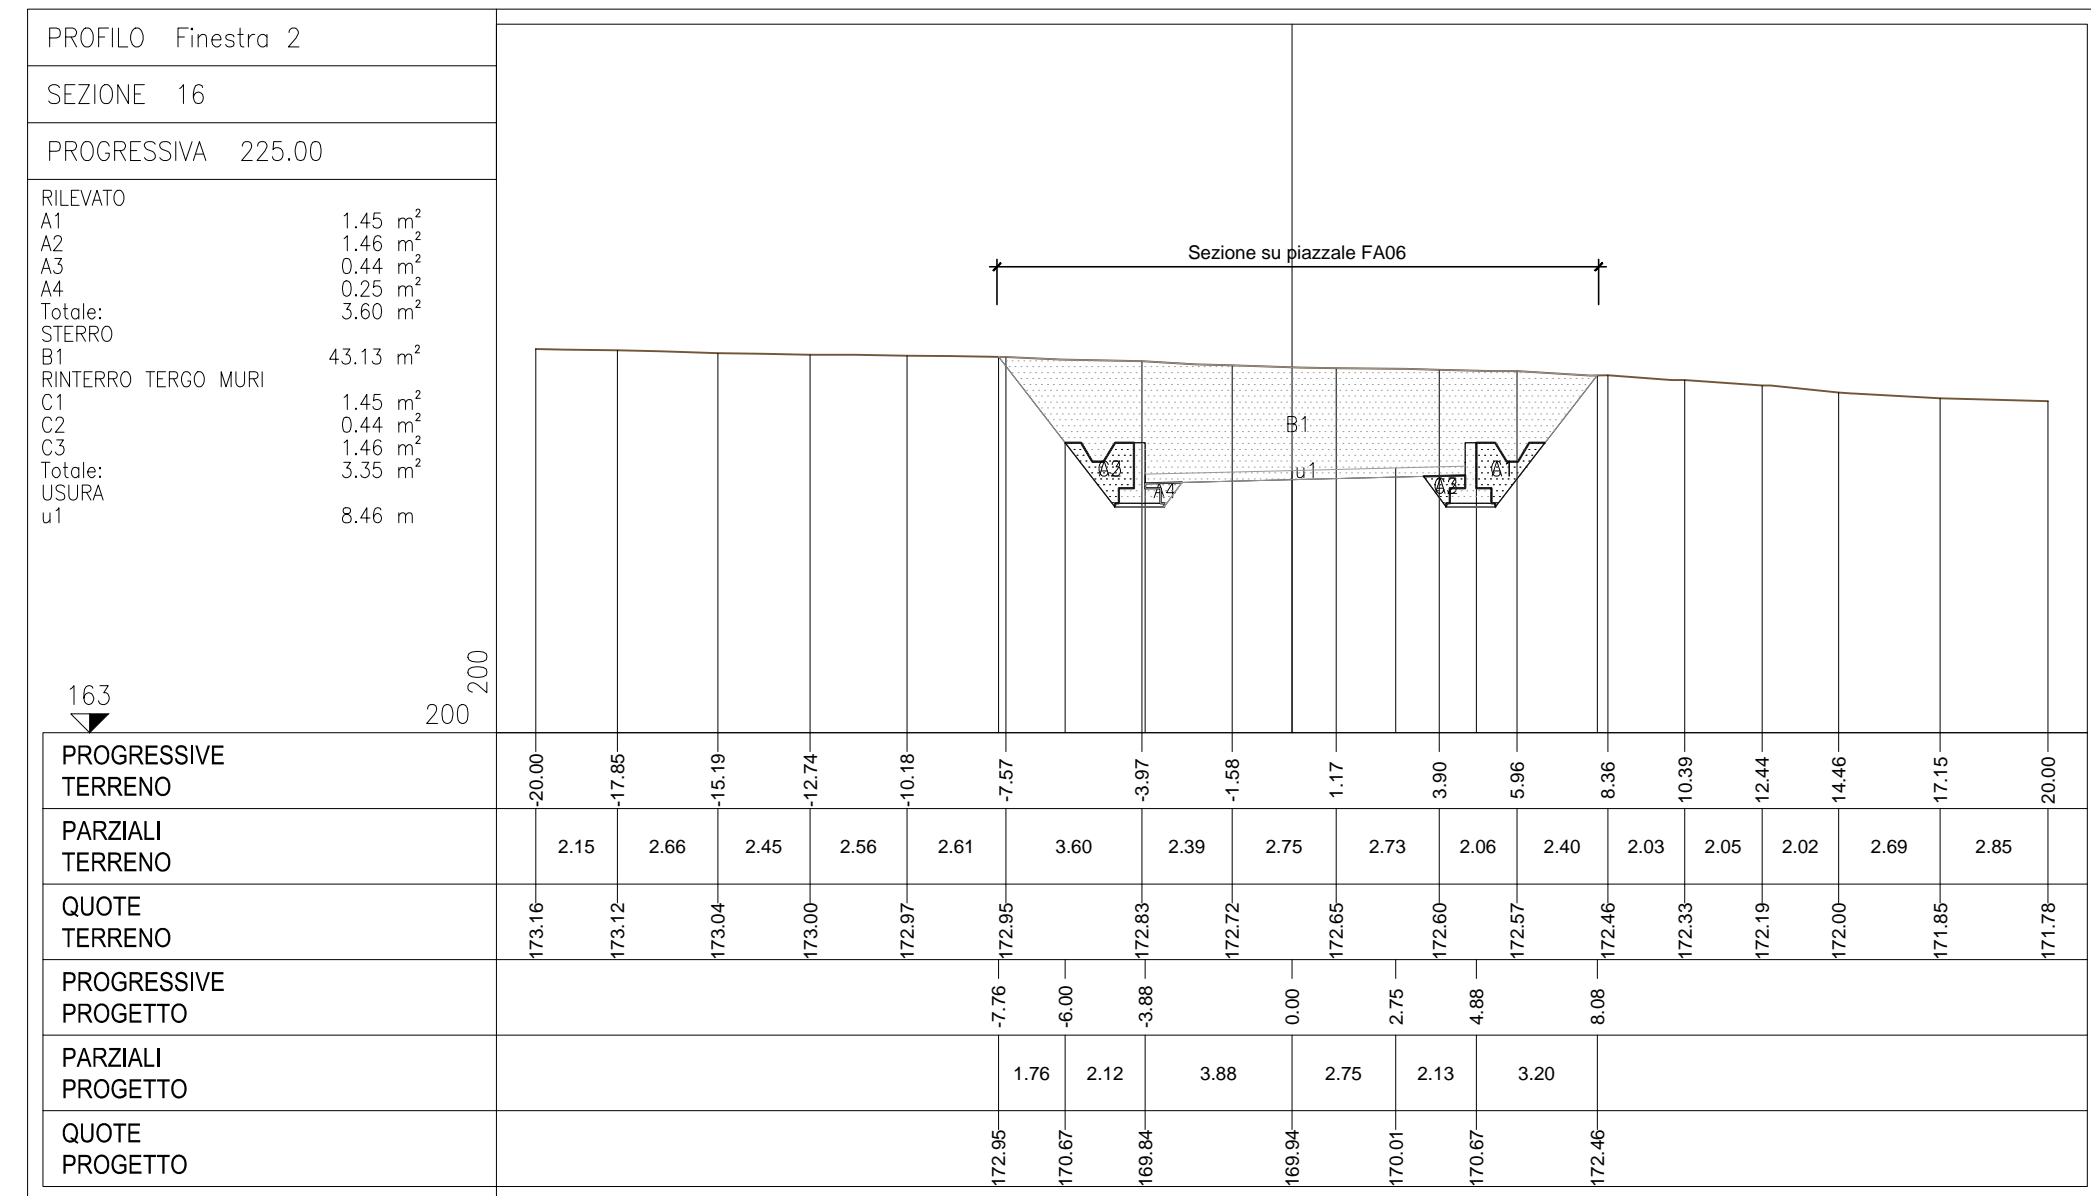 PROFILO Finestra 2
SEZIONE 16
PROGRESSIVA 225.00
RILEVATO
A1 1.45 m²
A2 1.46 m²
A3 0.44 m²
A4 0.25 m²
Totale: 3.60 m²
STERRO
B1 43.13 m²
RINTERRO TERGO MURI
C1 1.45 m²
C2 0.44 m²
C3 1.46 m²
Totale: 3.35 m²
USURA
u1 8.46 m
200
200
163
Sezione su piazzale FA06
B1
u1
A4
A1
PROGRESSIVE
TERRENO
-20.00 -17.85 -15.19 -12.74 -10.18 -7.57 -3.97 -1.58 1.17 3.90 5.96 8.36 10.39 12.44 14.46 17.15 20.00
PARZIALI
TERRENO
2.15 2.66 2.45 2.56 2.61 3.60 2.39 2.75 2.73 2.06 2.40 2.03 2.05 2.02 2.69 2.85
QUOTE
TERRENO
173.16 173.12 173.04 173.00 172.97 172.95 172.83 172.72 172.65 172.60 172.57 172.46 172.33 172.19 172.00 171.85 171.78
PROGRESSIVE
PROGETTO
-7.76 -6.00 -3.88 0.00 2.75 4.88 8.08
PARZIALI
PROGETTO
1.76 2.12 3.88 2.75 2.13 3.20
QUOTE
PROGETTO
172.95 170.67 169.84 169.94 170.01 170.67 172.46